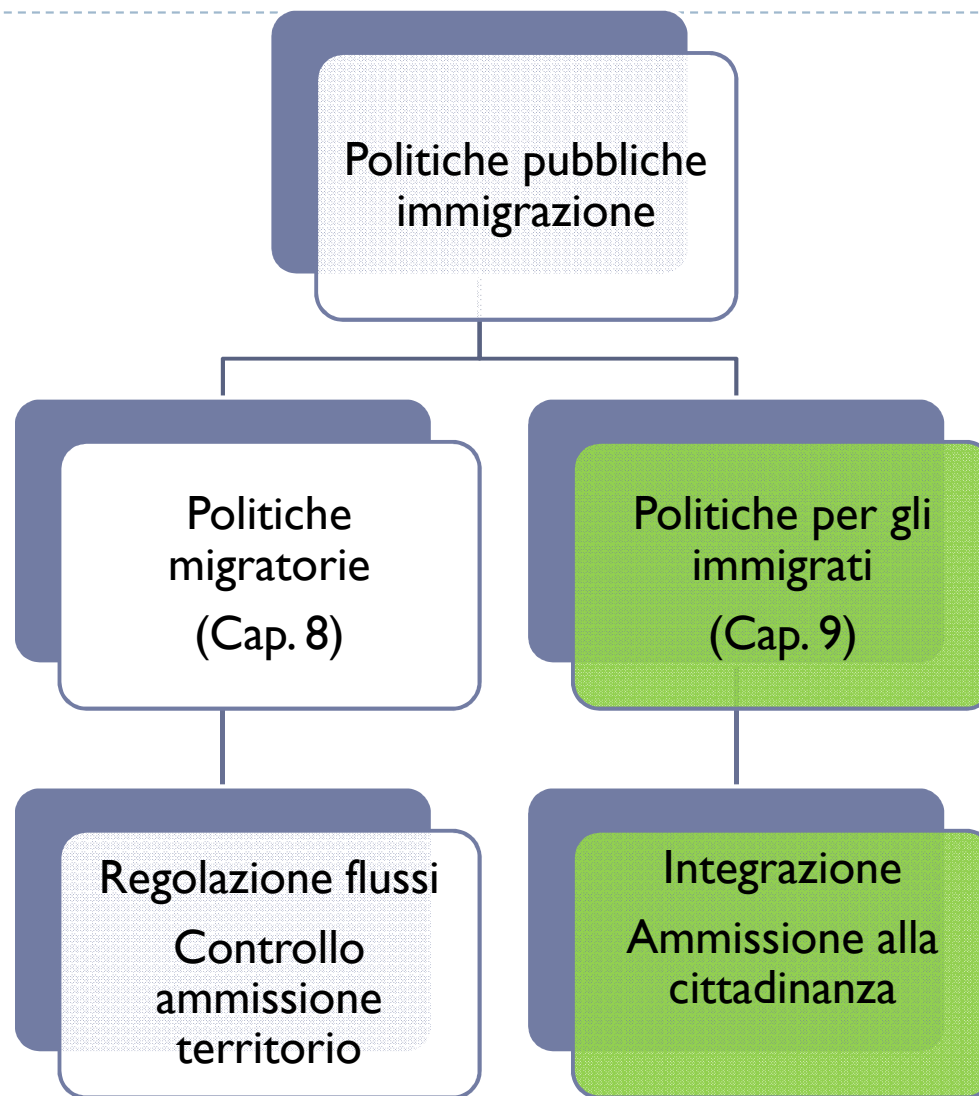 Politiche pubbliche
immigrazione
Politiche
migratorie
(Cap. 8)
Politiche per gli
immigrati
(Cap. 9)
Regolazione flussi
Controllo
ammissione
territorio
Integrazione
Ammissione alla
cittadinanza